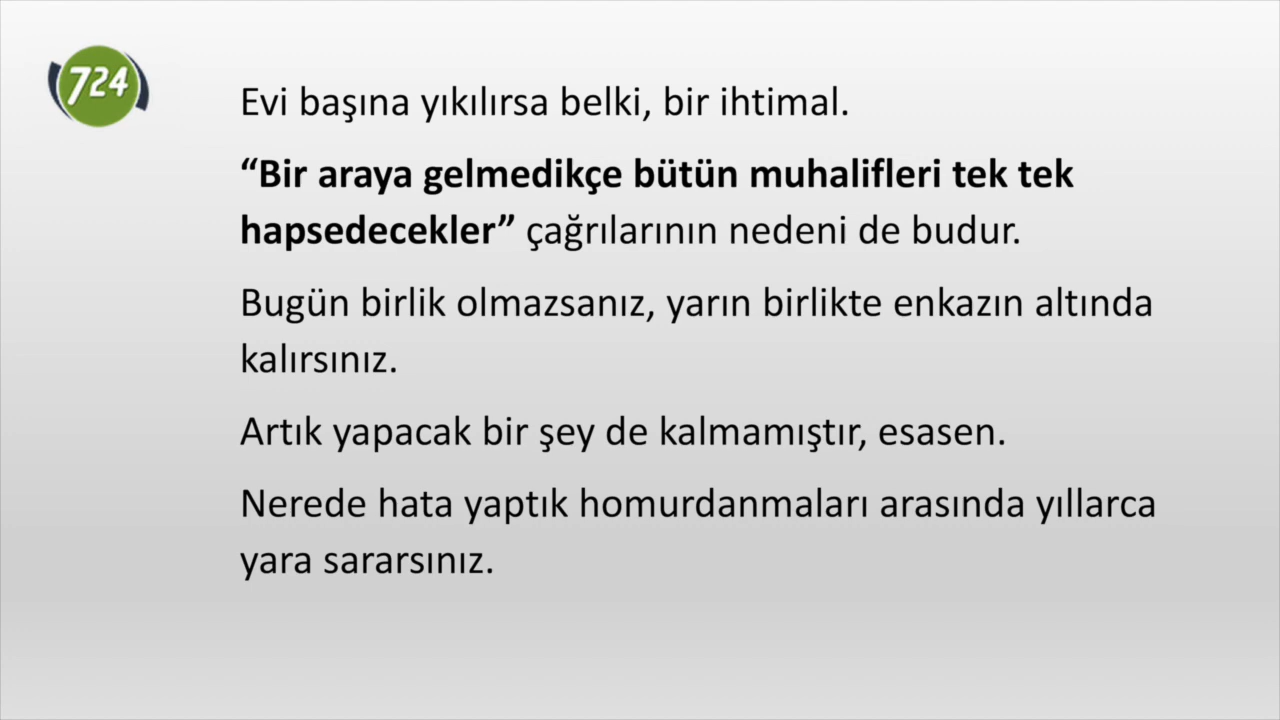 724
Evi başına yıkılırsa belki, bir ihtimal.
“Bir araya gelmedikçe bütün muhalifleri tek tek
hapsedecekler” çağrılarının nedeni de budur.
Bugün birlik olmazsanız, yarın birlikte enkazın altında
kalırsınız.
Artık yapacak bir şey de kalmamıştır, esasen.
Nerede hata yaptık homurdanmaları arasında yıllarca
yara sararsınız.